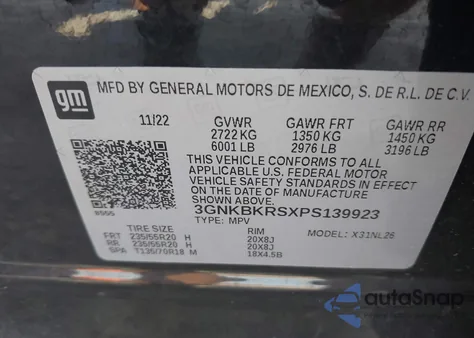 gm
MFD BY GENERAL MOTORS DE MEXICO, S. DE R.L. DE C.V.
11/22 GVWR GAWR FRT GAWR RR
2722 KG 1350 KG 1450 KG
6001 LB 2976 LB 3196 LB
THIS VEHICLE CONFORMS TO ALL
APPLICABLE U.S. FEDERAL MOTOR
VEHICLE SAFETY STANDARDS IN EFFECT
ON THE DATE OF MANUFACTURE
SHOWN ABOVE.
3GNKBKRSXPS139923
TYPE: MPV MODEL: X31NL26
TIRE SIZE RIM
FRT 235/55R20 H 20X8J
RR 235/55R20 H 20X8J
SPA T135/70R18 M 18X4.5B
autoSnap